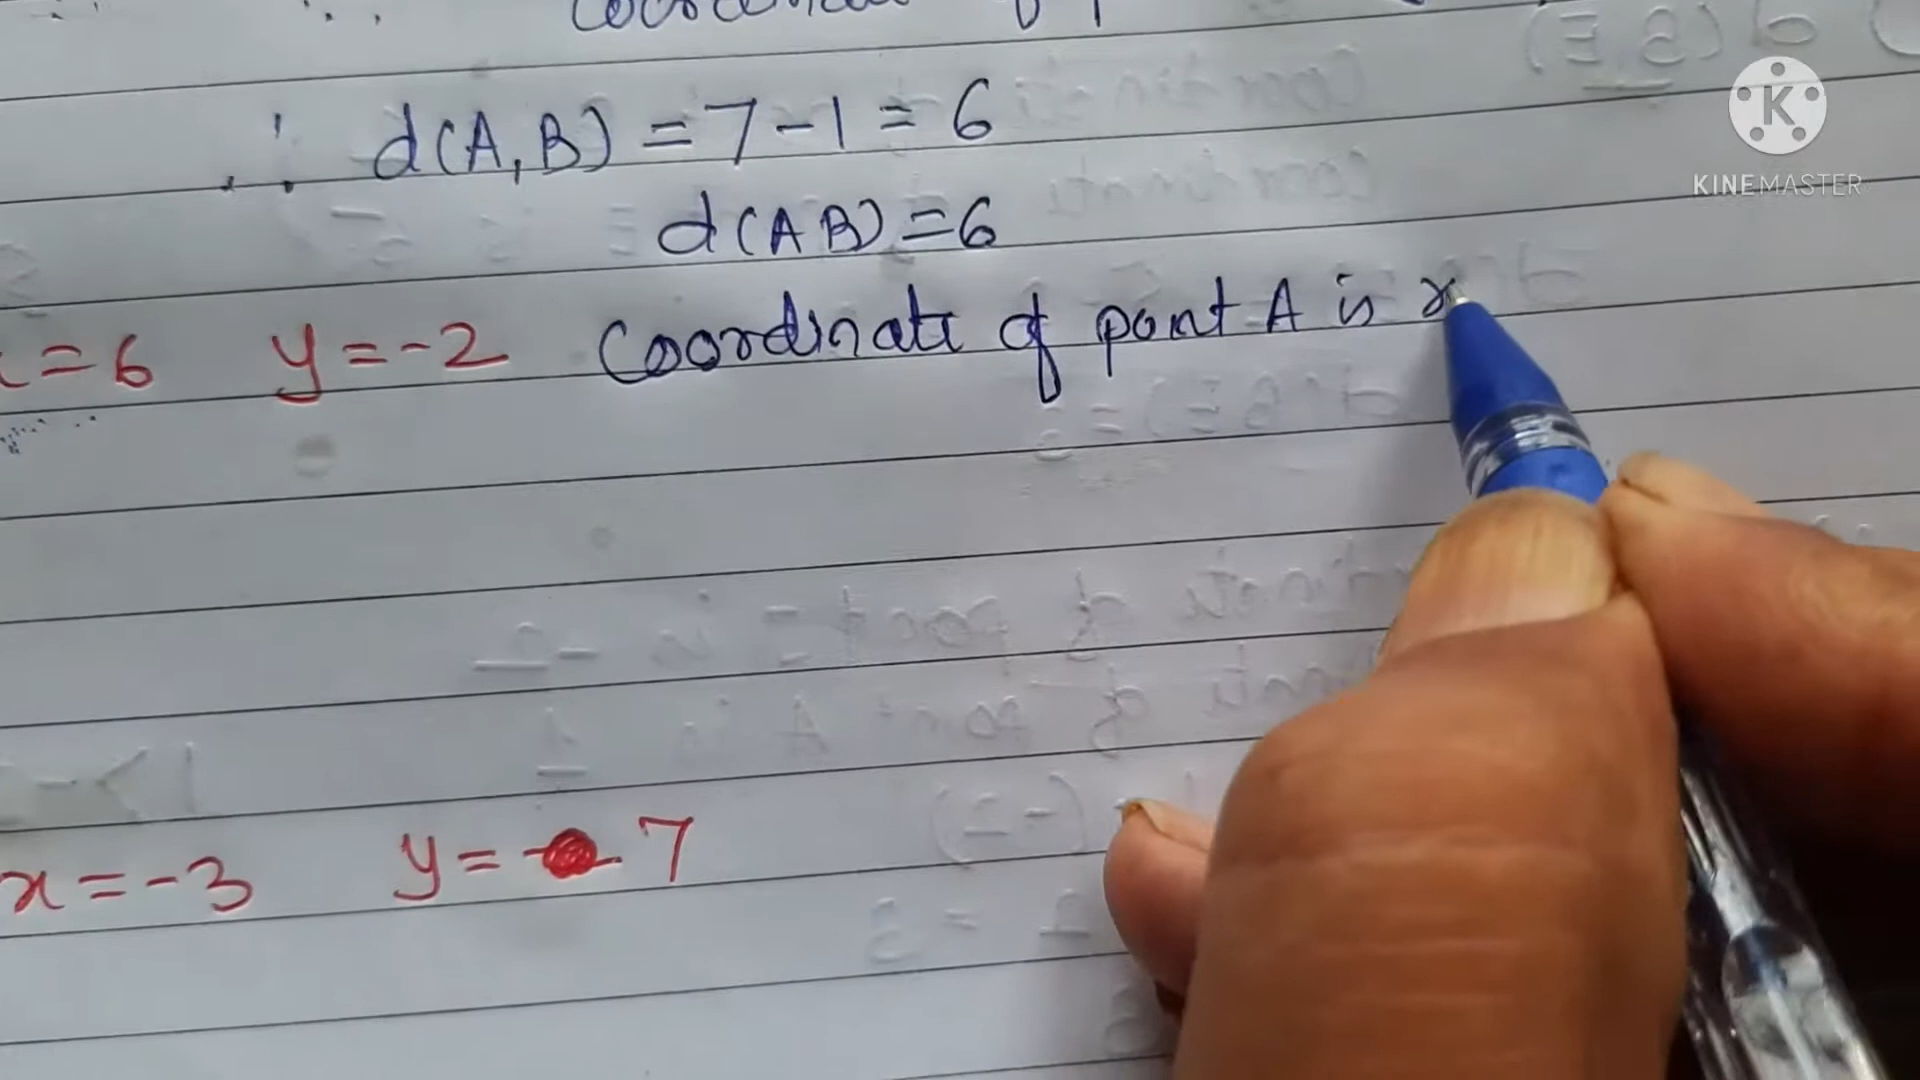 ∴ d(A,B) = 7-1 = 6
d(AB) = 6
x=6 y=-2 Coordinate of point A is x
x=-3 y= 7
KINEMASTER